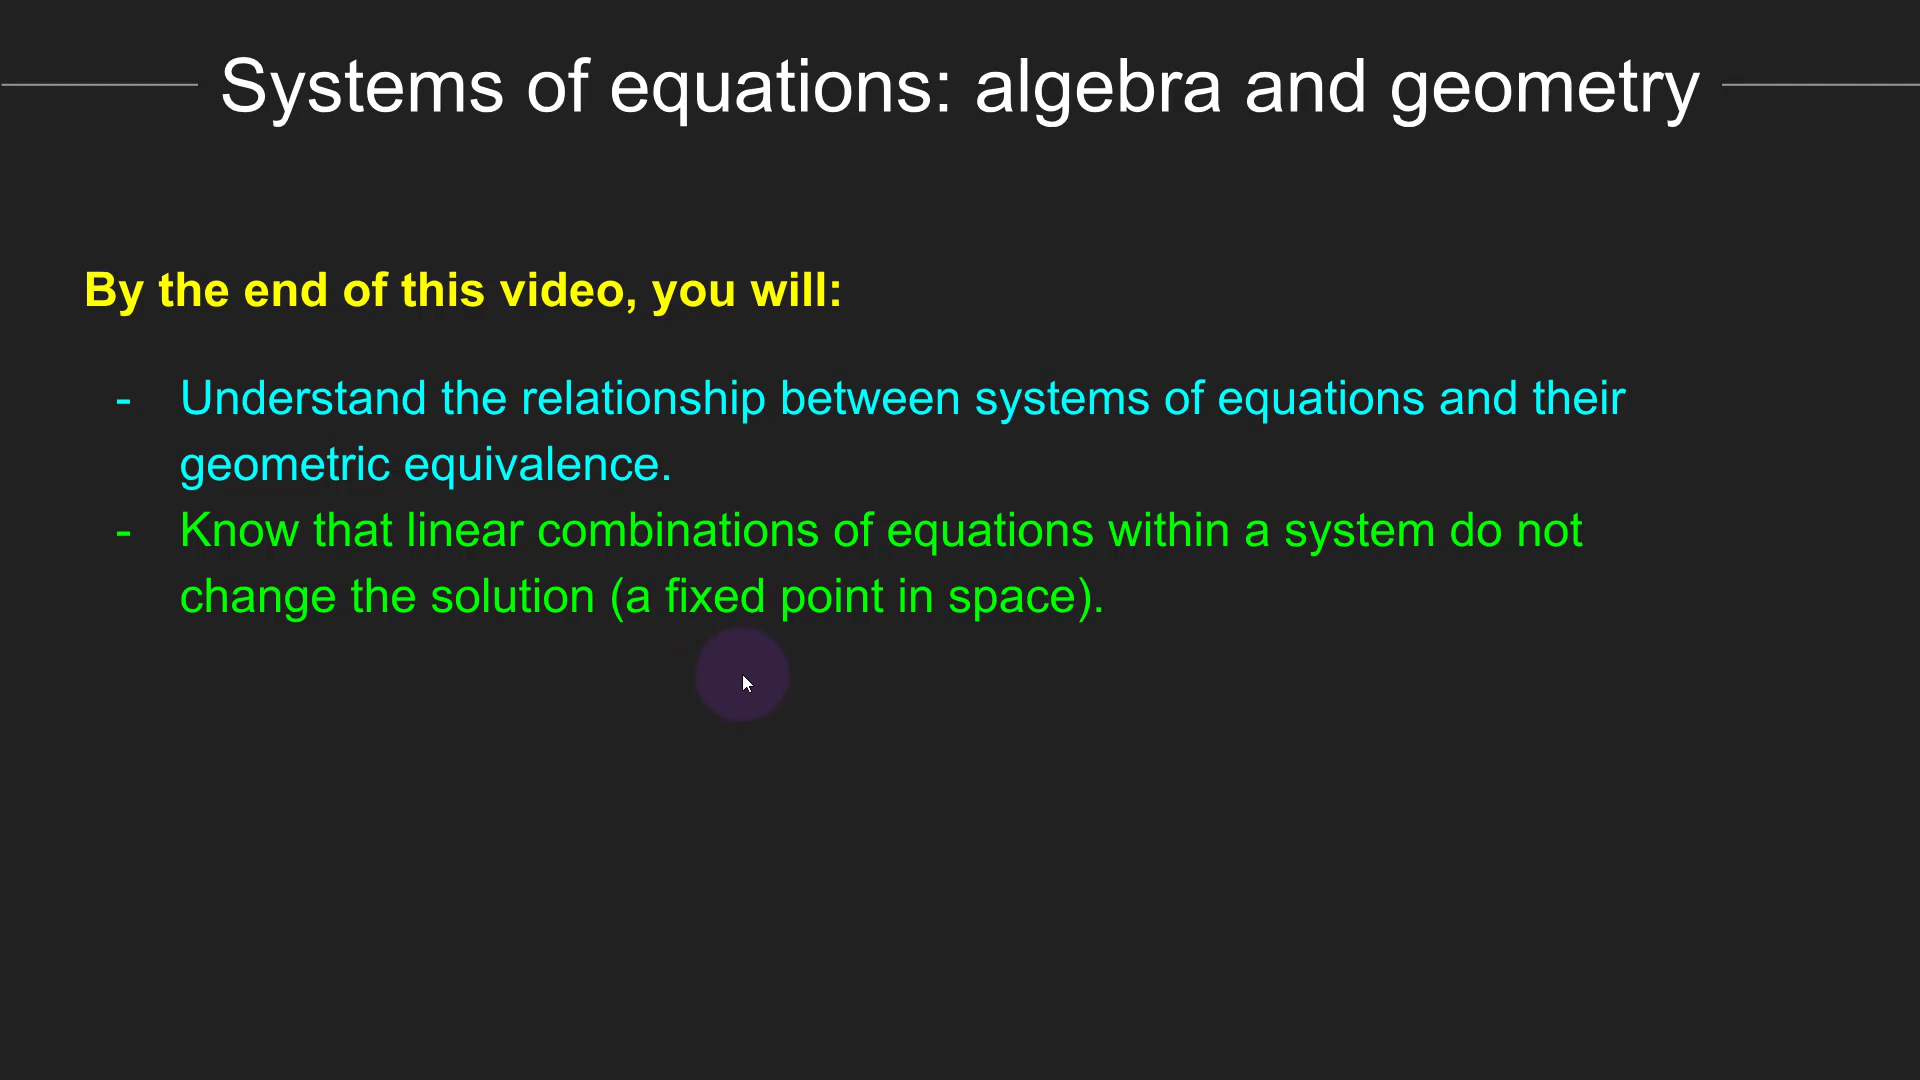 Systems of equations: algebra and geometry
By the end of this video, you will:
- Understand the relationship between systems of equations and their
geometric equivalence.
- Know that linear combinations of equations within a system do not
change the solution (a fixed point in space).